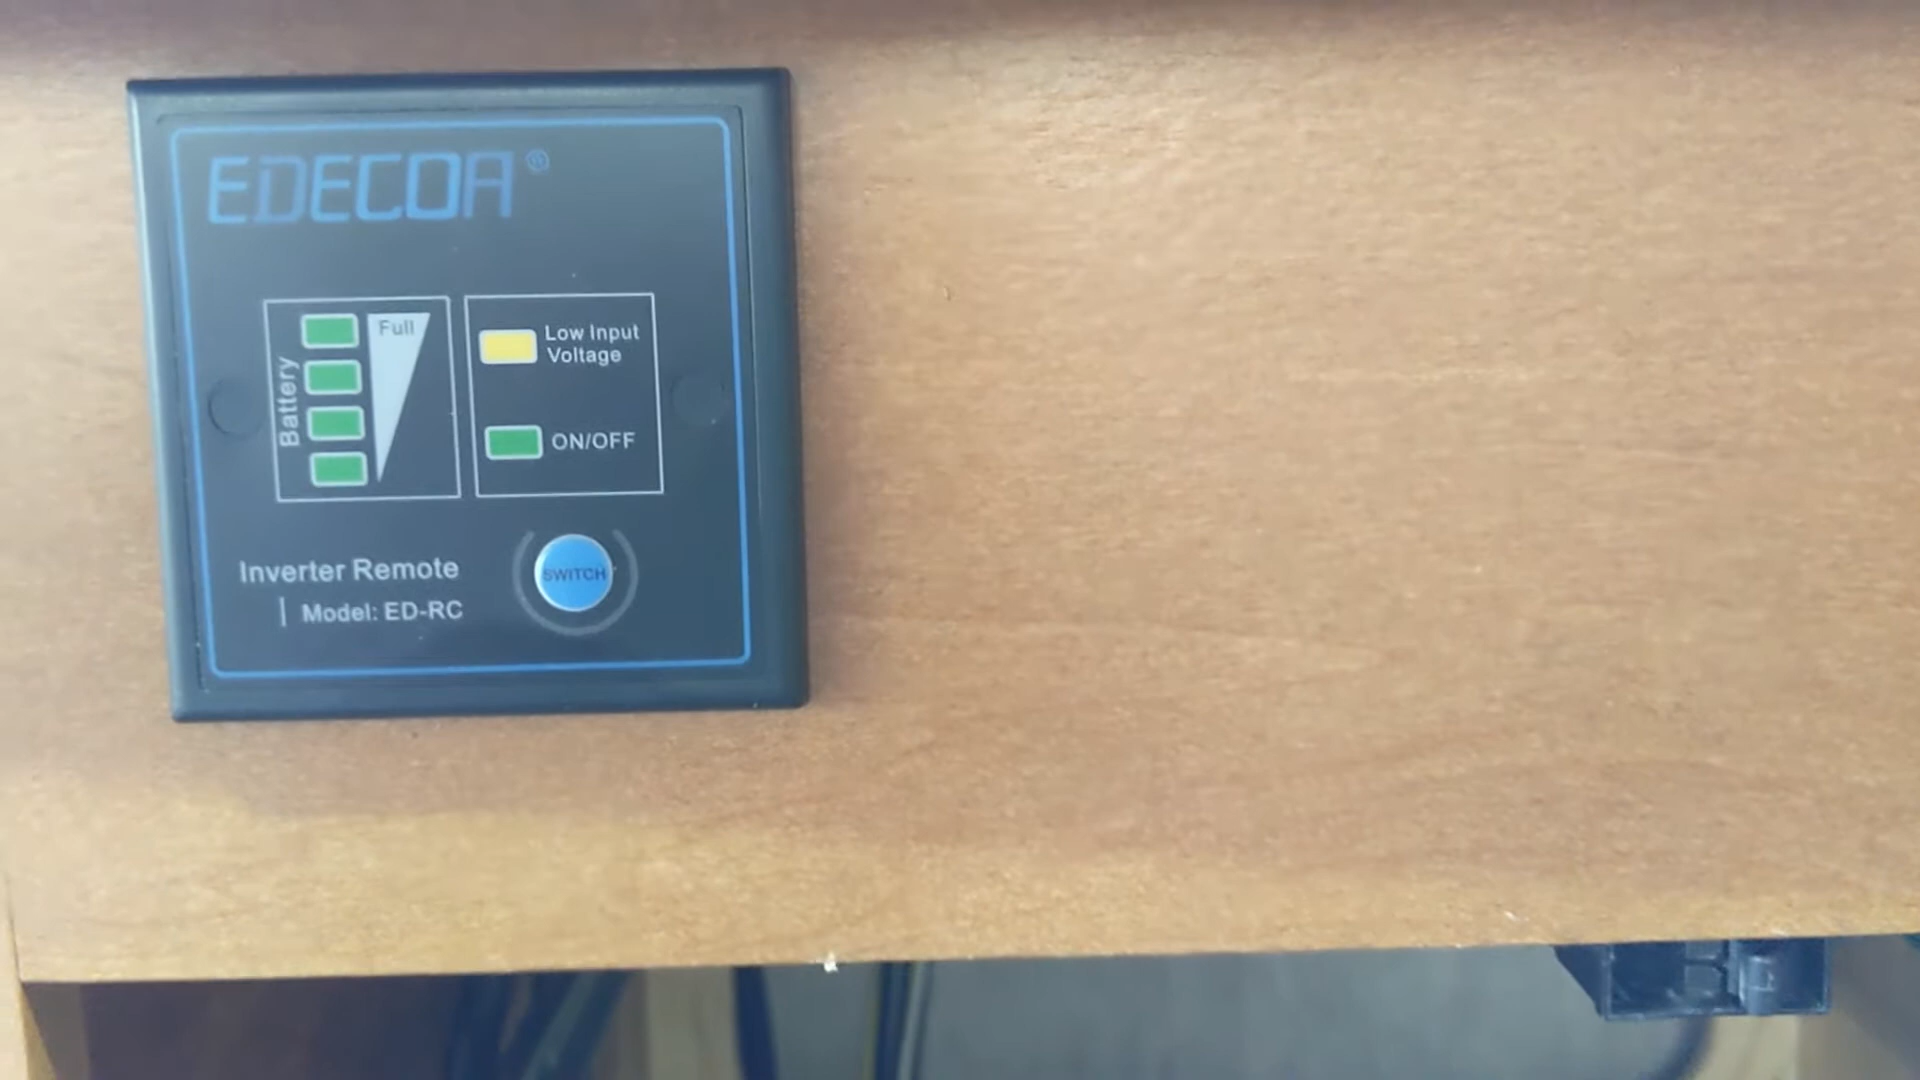 EDECOA®
Battery
Full
Low Input
Voltage
ON/OFF
Inverter Remote
Model: ED-RC
SWITCH